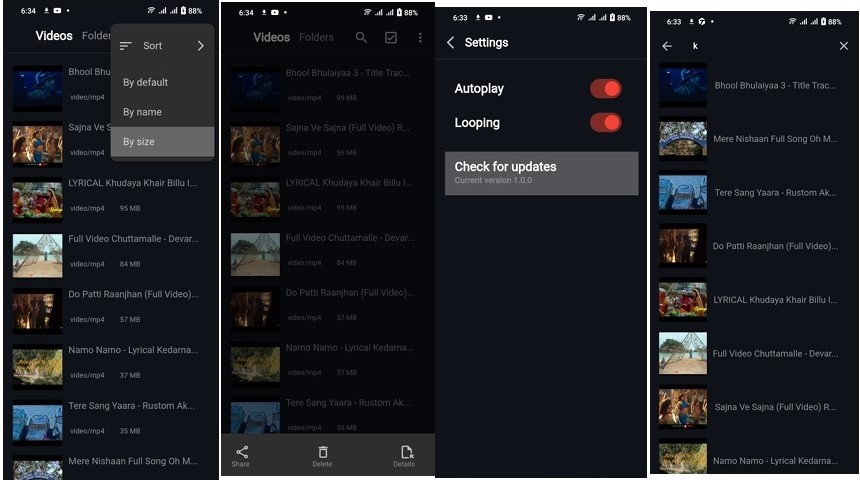 6:34
88%
Videos
Folder
Sort
By default
By name
By size
Bhool Bhu
video/mp4
Sajna Ve S
video/mp4
LYRICAL Khudaya Khair Billu I...
video/mp4 95 MB
Full Video Chuttamalle - Devar...
video/mp4 84 MB
Do Patti Raanjhan (Full Video)...
video/mp4 57 MB
Namo Namo - Lyrical Kedarna...
video/mp4 37 MB
Tere Sang Yaara - Rustom Ak...
video/mp4 35 MB
Mere Nishaan Full Song Oh M...
6:34
88%
Videos Folders
Bhool Bhulaiyaa 3 - Title Trac...
video/mp4 99 MB
Sajna Ve Sajna (Full Video) R...
video/mp4 96 MB
LYRICAL Khudaya Khair Billu I...
video/mp4 95 MB
Full Video Chuttamalle - Devar...
video/mp4 84 MB
Do Patti Raanjhan (Full Video)...
video/mp4 57 MB
Namo Namo - Lyrical Kedarna...
video/mp4 37 MB
Tere Sang Yaara - Rustom Ak...
video/mp4 35 MB
Share Delete Details
6:33
88%
Settings
Autoplay
Looping
Check for updates
Current version 1.0.0
6:33
88%
k
Bhool Bhulaiyaa 3 - Title Trac...
Mere Nishaan Full Song Oh M...
Tere Sang Yaara - Rustom Ak...
Do Patti Raanjhan (Full Video)...
LYRICAL Khudaya Khair Billu I...
Full Video Chuttamalle - Devar...
Sajna Ve Sajna (Full Video) R...
Namo Namo - Lyrical Kedarna...